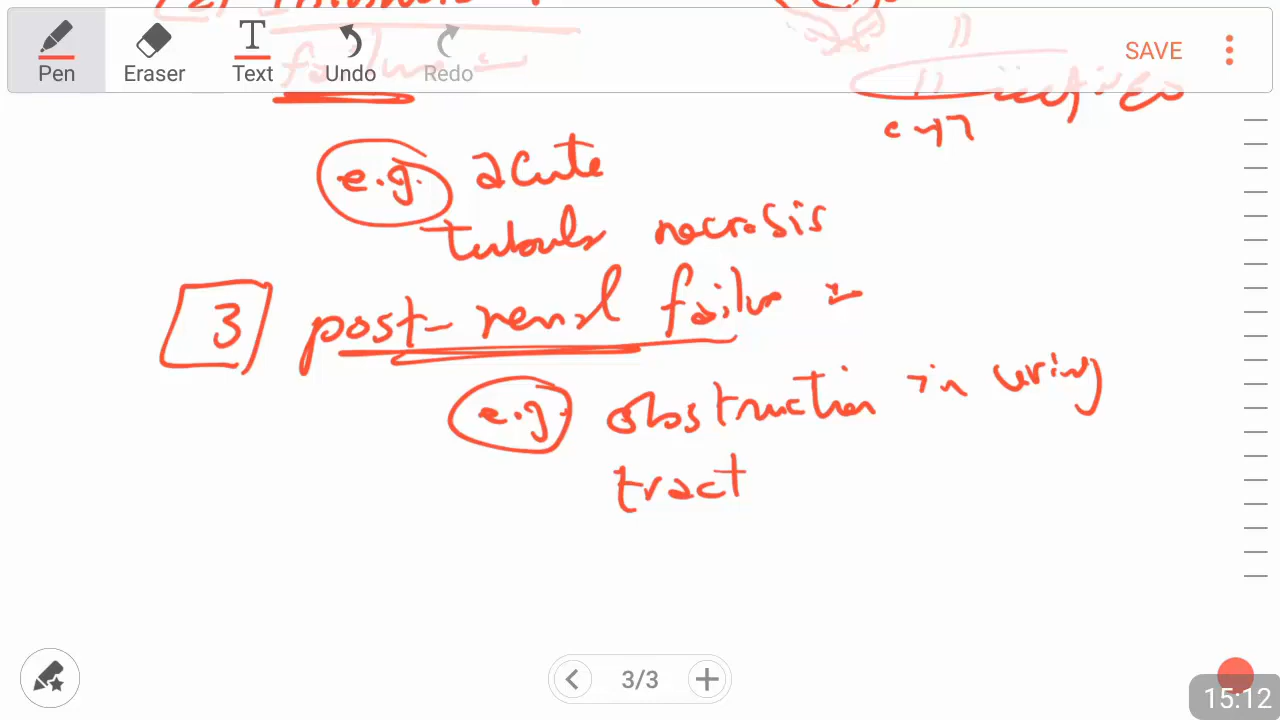 Pen Eraser Text Undo Redo SAVE
failure
e.g. acute
tubular necrosis
3 post-renal failure
e.g. obstruction in urinary
tract
3/3
15:12